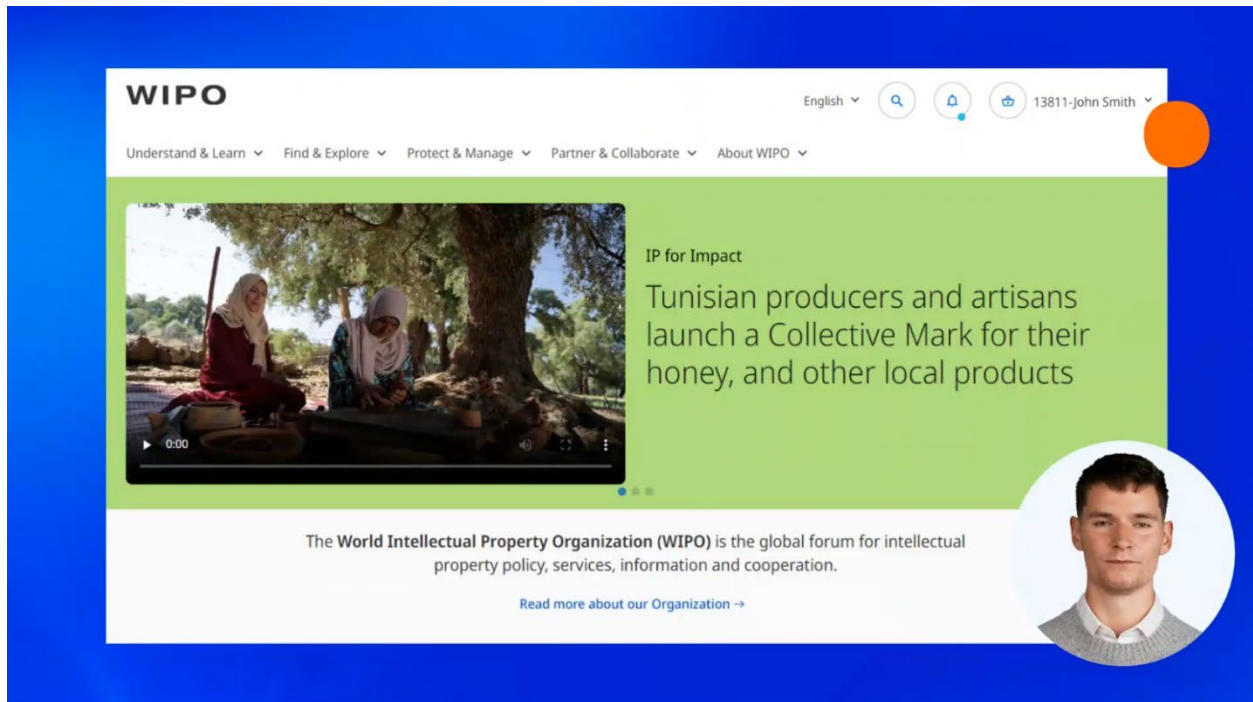 WIPO
English
13811-John Smith
Understand & Learn Find & Explore Protect & Manage Partner & Collaborate About WIPO
IP for Impact
Tunisian producers and artisans
launch a Collective Mark for their
honey, and other local products
0:00
The World Intellectual Property Organization (WIPO) is the global forum for intellectual
property policy, services, information and cooperation.
Read more about our Organization →